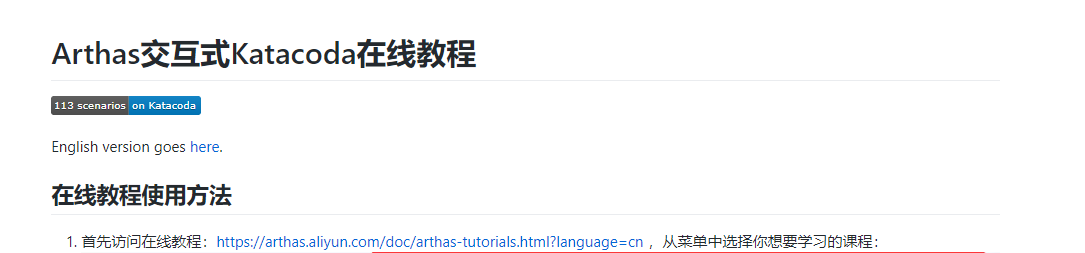 Arthas交互式Katacoda在线教程
113 scenarios on Katacoda
English version goes here.
在线教程使用方法
1. 首先访问在线教程：https://arthas.aliyun.com/doc/arthas-tutorials.html?language=cn ，从菜单中选择你想要学习的课程：